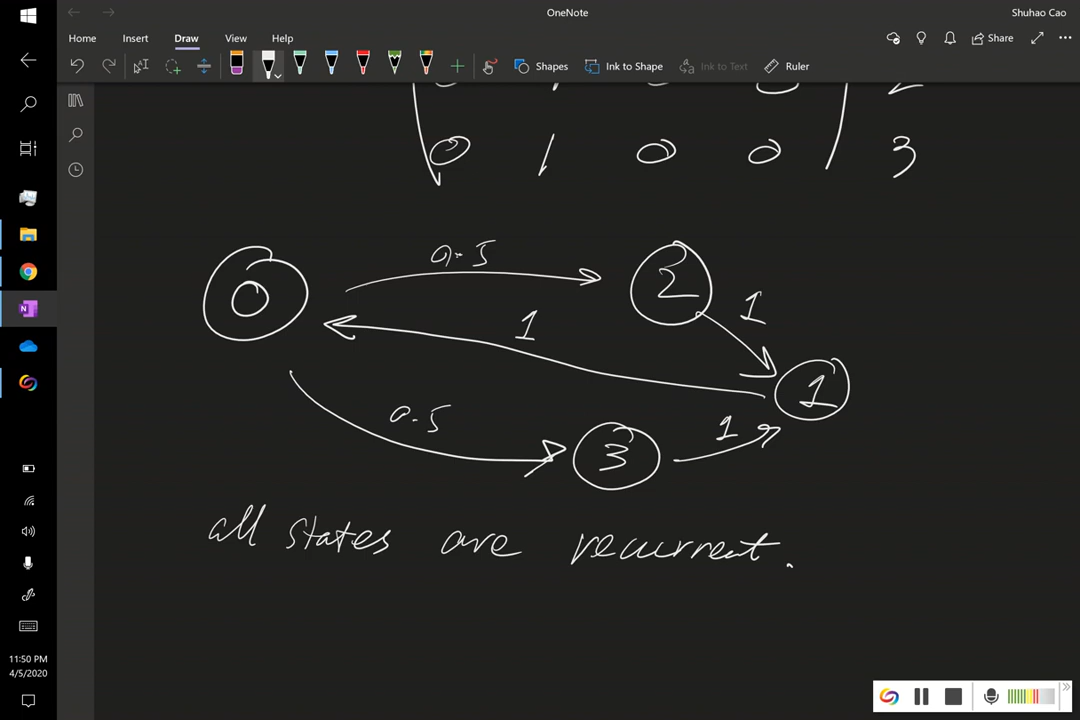 OneNote
Shuhao Cao
Home Insert Draw View Help
Share
Shapes Ink to Shape Ink to Text Ruler
0 1 0 0 3
0.5
0 2
1 1
1
0.5
3 1
all states are recurrent.
11:50 PM
4/5/2020